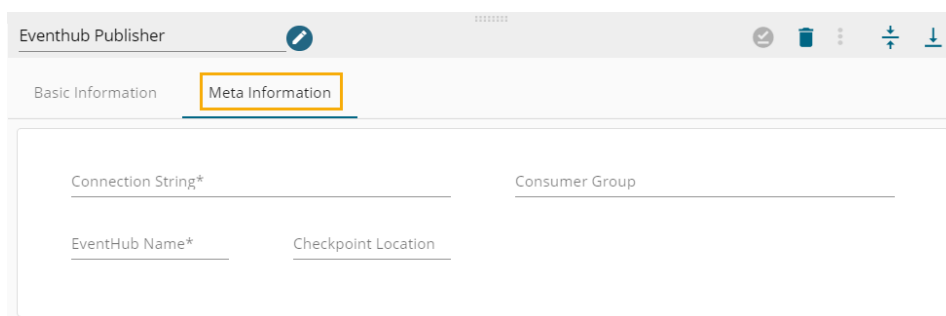 Eventhub Publisher
Basic Information Meta Information
Connection String* Consumer Group
EventHub Name* Checkpoint Location